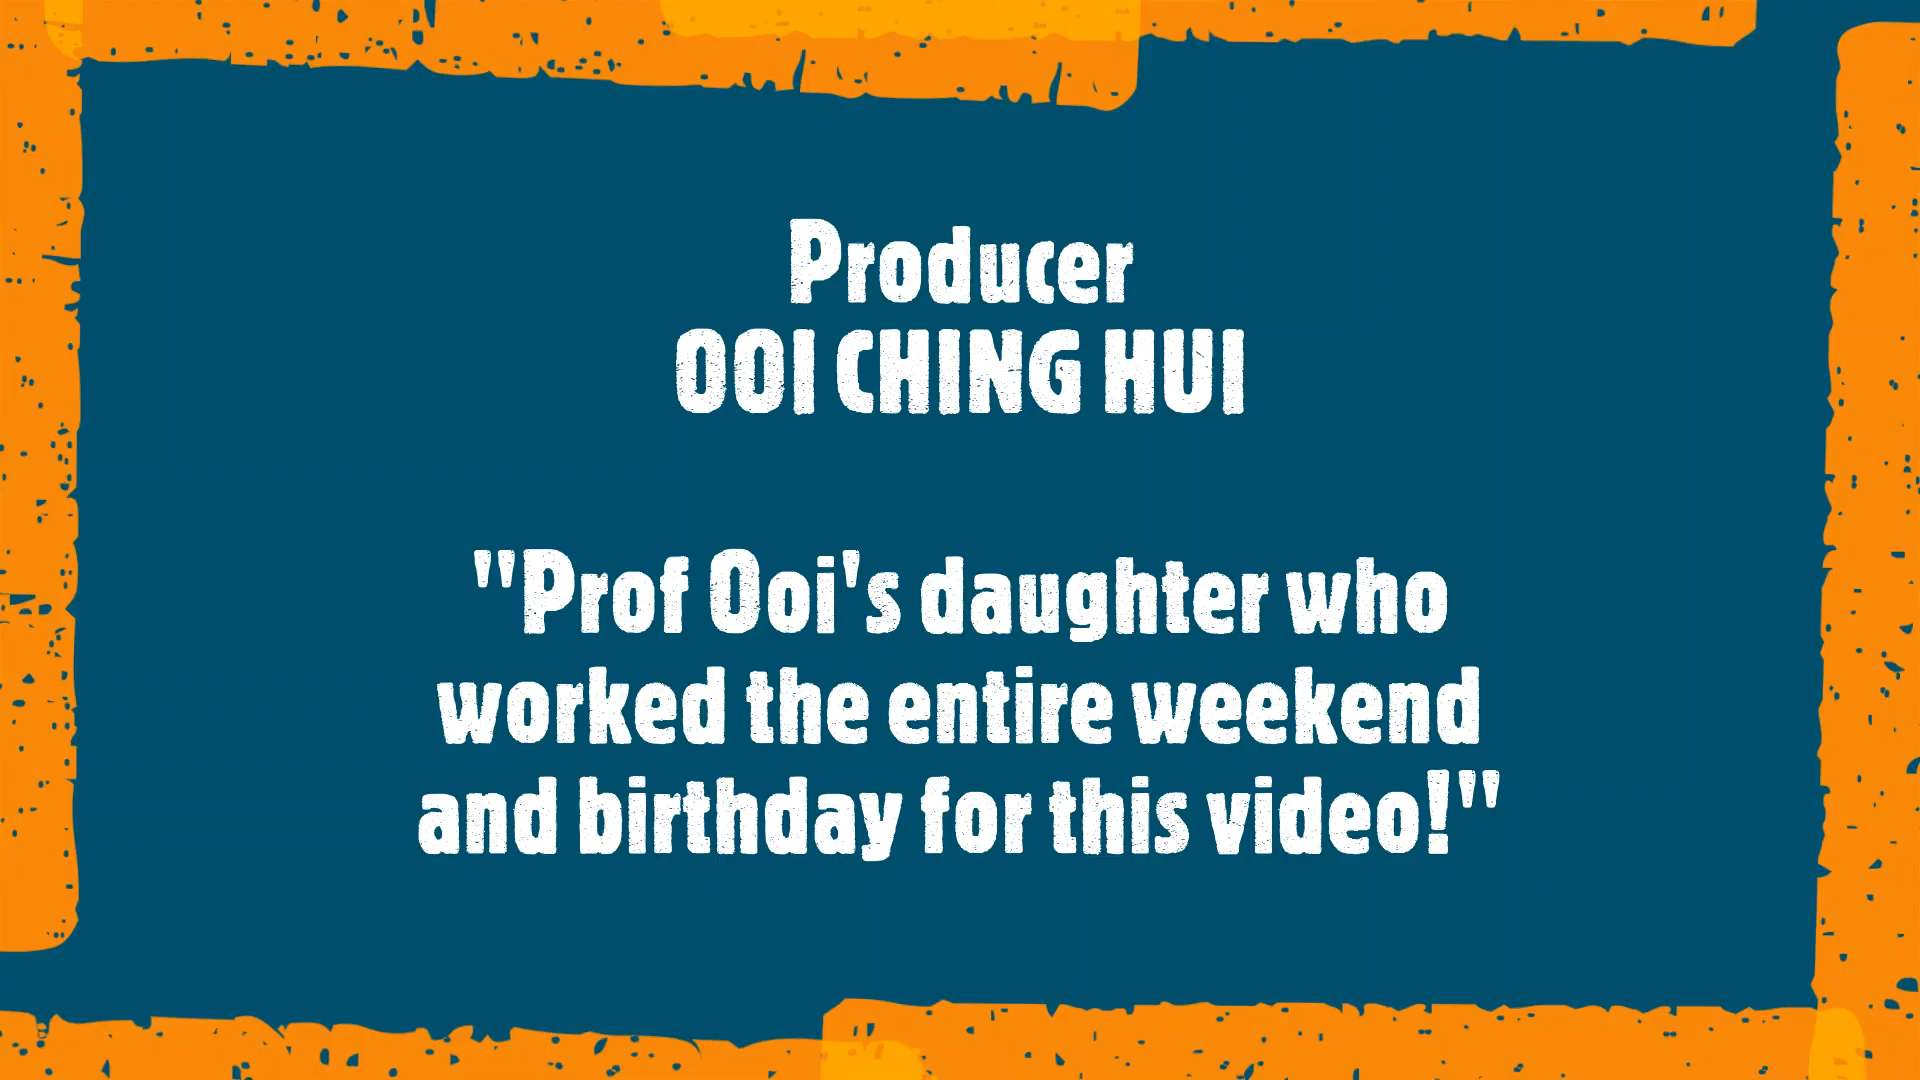 Producer
OOI CHING HUI
"Prof Ooi's daughter who
worked the entire weekend
and birthday for this video!"